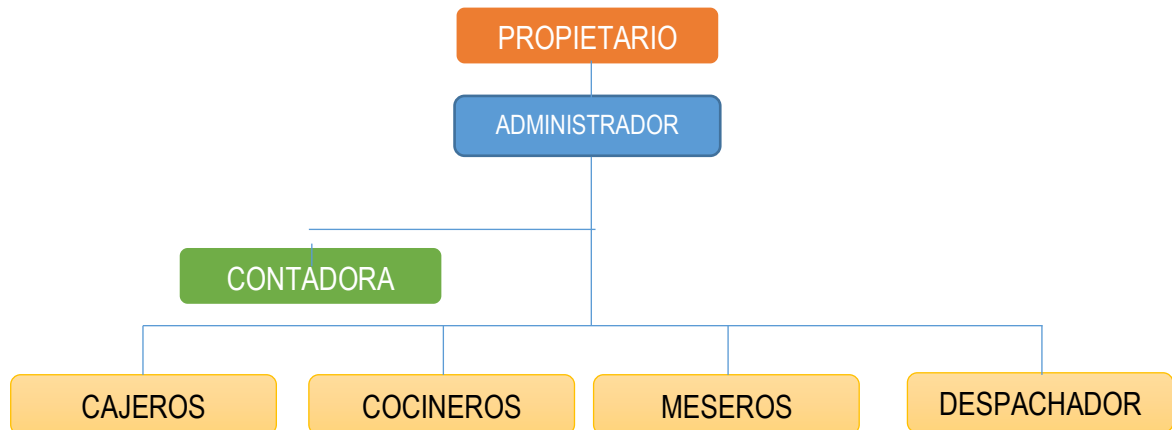 PROPIETARIO
ADMINISTRADOR
CONTADORA
CAJEROS
COCINEROS
MESEROS
DESPACHADOR